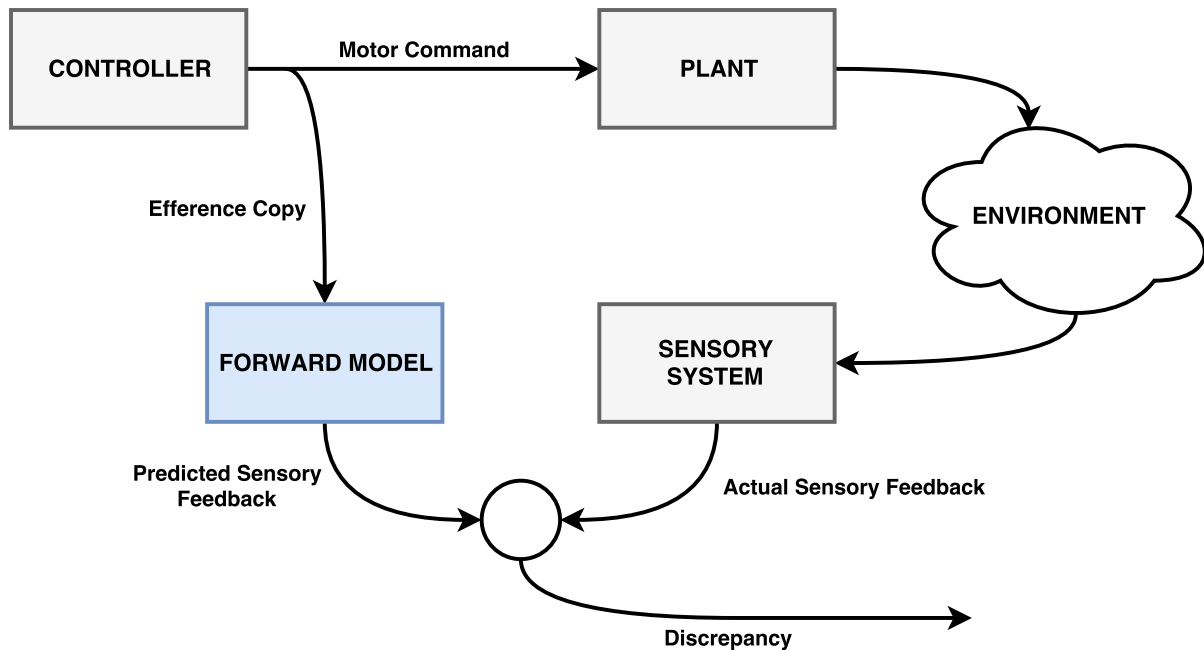 Motor Command
CONTROLLER
PLANT
Efference Copy
ENVIRONMENT
FORWARD MODEL
SENSORY
SYSTEM
Predicted Sensory
Feedback
Actual Sensory Feedback
Discrepancy